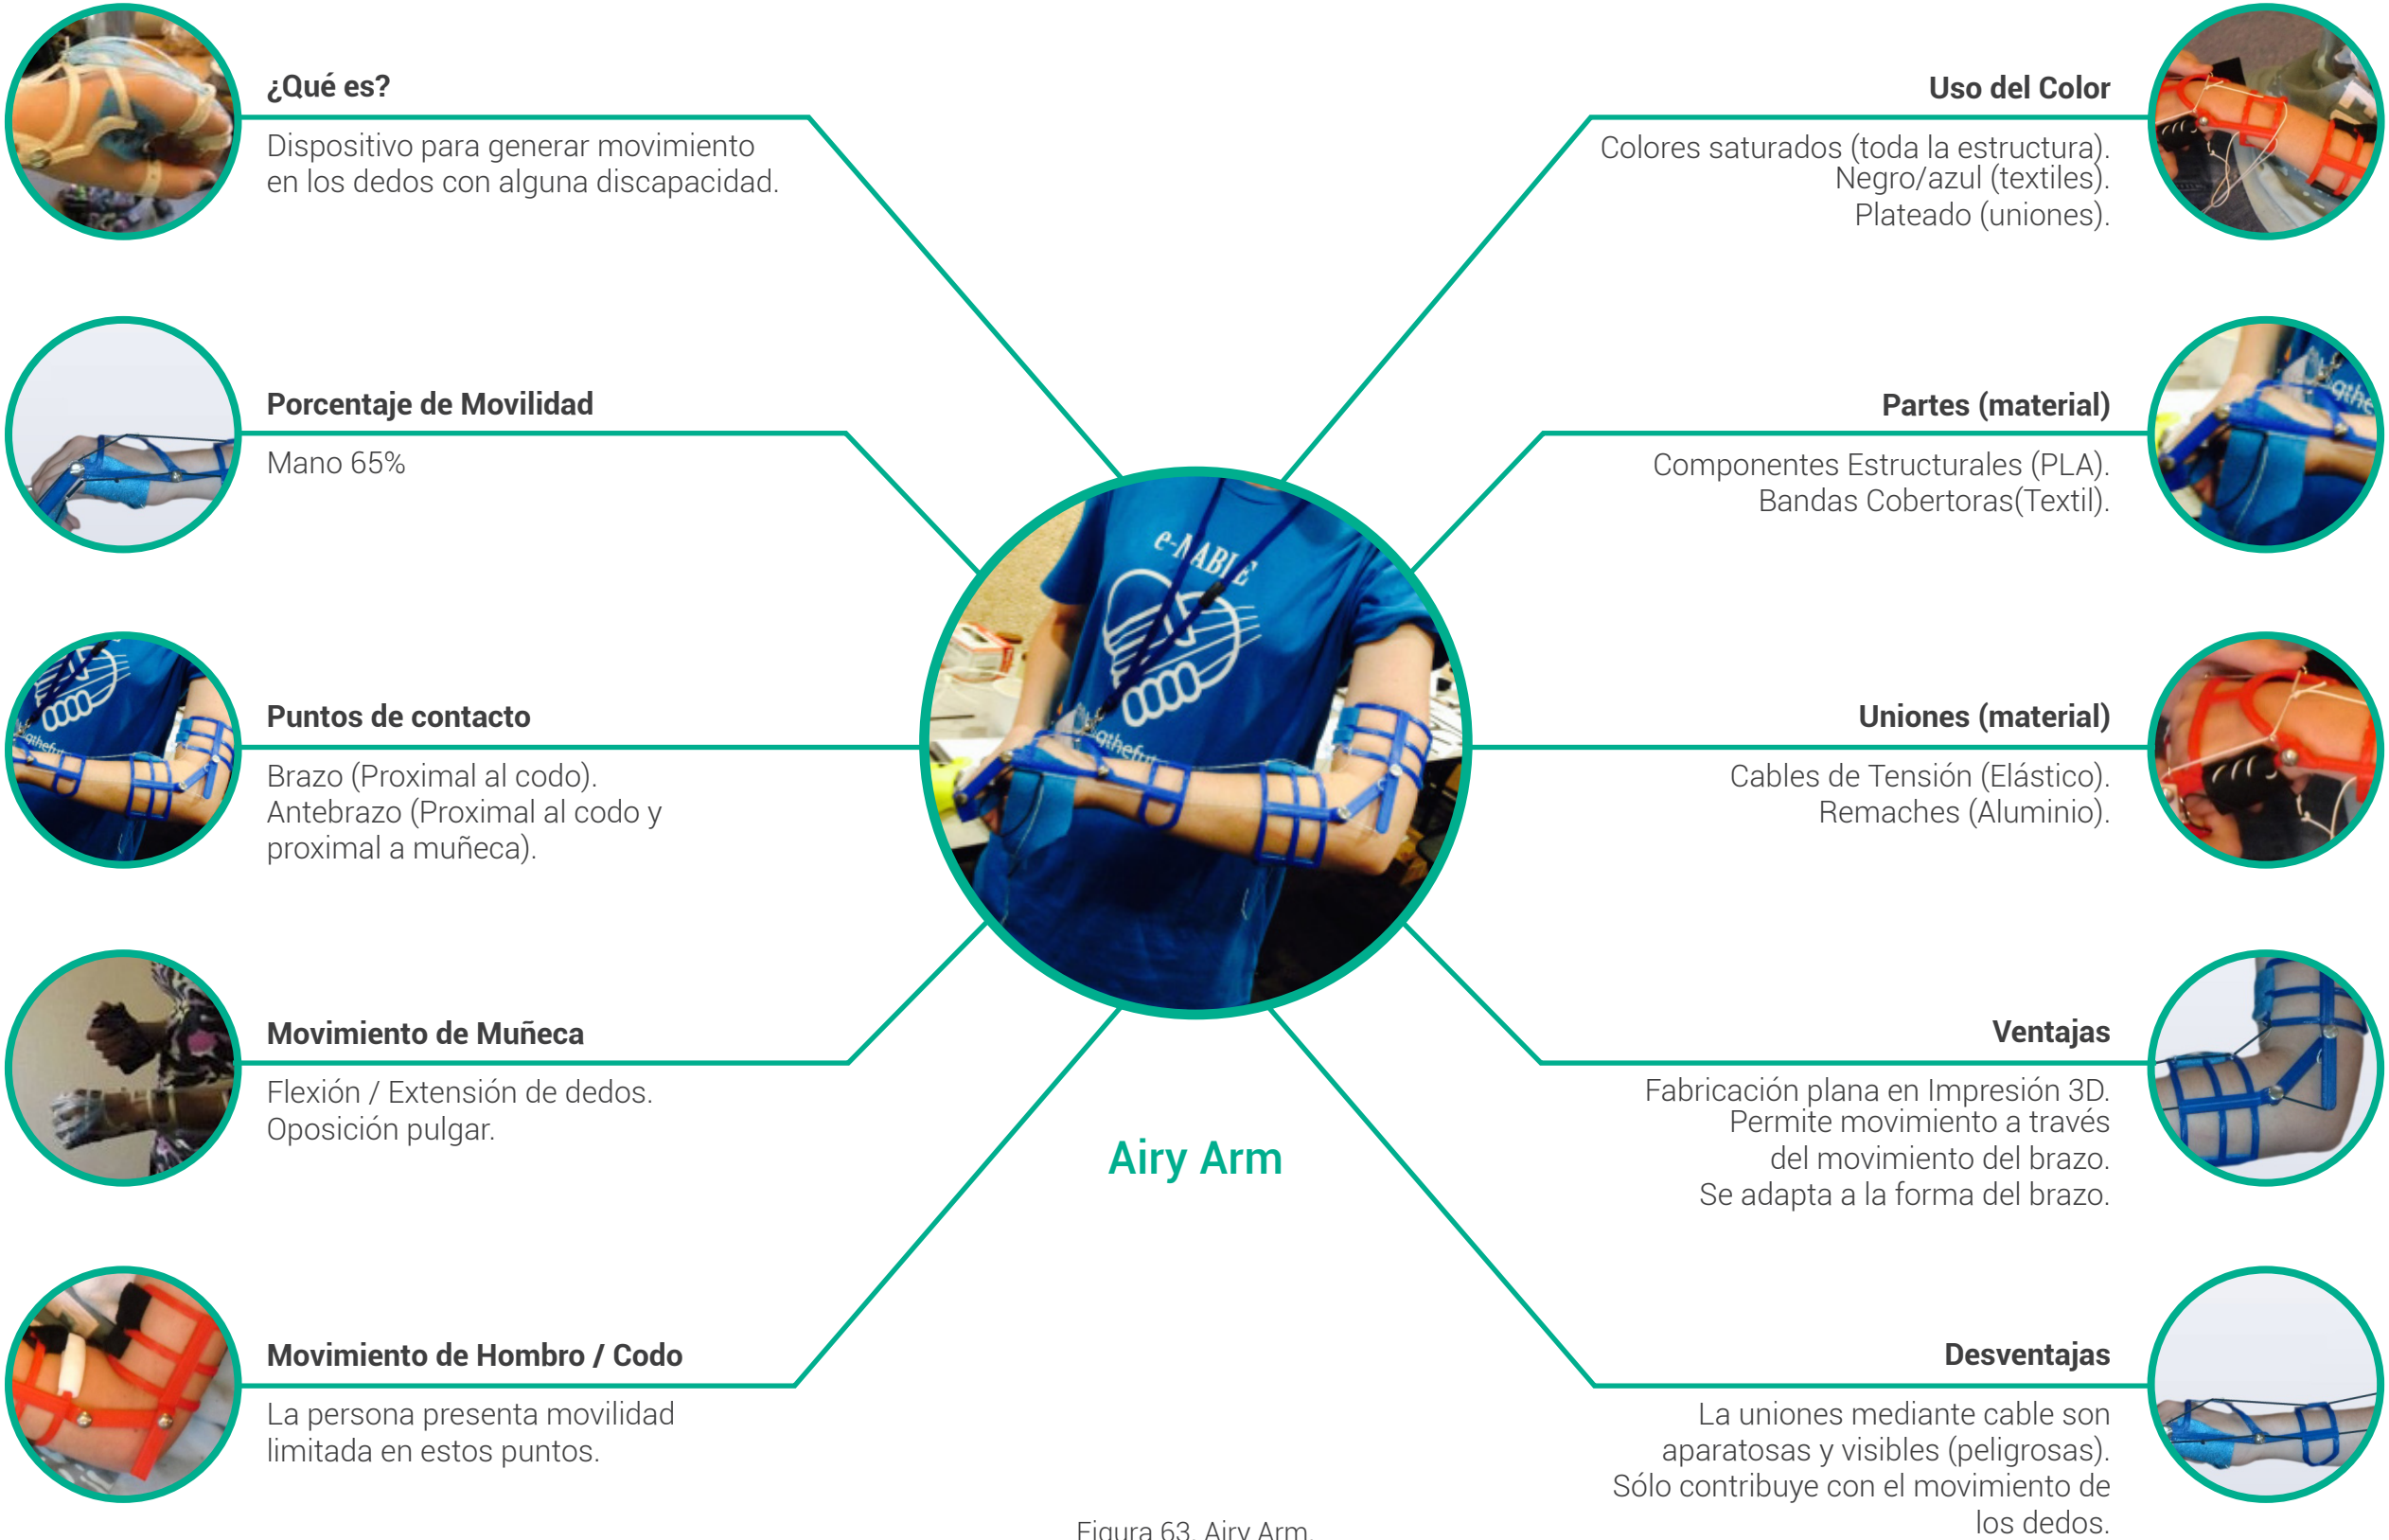 ¿Qué es?
Dispositivo para generar movimiento
en los dedos con alguna discapacidad.
Porcentaje de Movilidad
Mano 65%
Puntos de contacto
Brazo (Proximal al codo).
Antebrazo (Proximal al codo y
proximal a muñeca).
Movimiento de Muñeca
Flexión / Extensión de dedos.
Oposición pulgar.
Movimiento de Hombro / Codo
La persona presenta movilidad
limitada en estos puntos.
e-NABLE
gthefut
Airy Arm
Uso del Color
Colores saturados (toda la estructura).
Negro/azul (textiles).
Plateado (uniones).
Partes (material)
Componentes Estructurales (PLA).
Bandas Cobertoras(Textil).
Uniones (material)
Cables de Tensión (Elástico).
Remaches (Aluminio).
Ventajas
Fabricación plana en Impresión 3D.
Permite movimiento a través
del movimiento del brazo.
Se adapta a la forma del brazo.
Desventajas
La uniones mediante cable son
aparatosas y visibles (peligrosas).
Sólo contribuye con el movimiento de
los dedos.
Figura 63. Airy Arm.